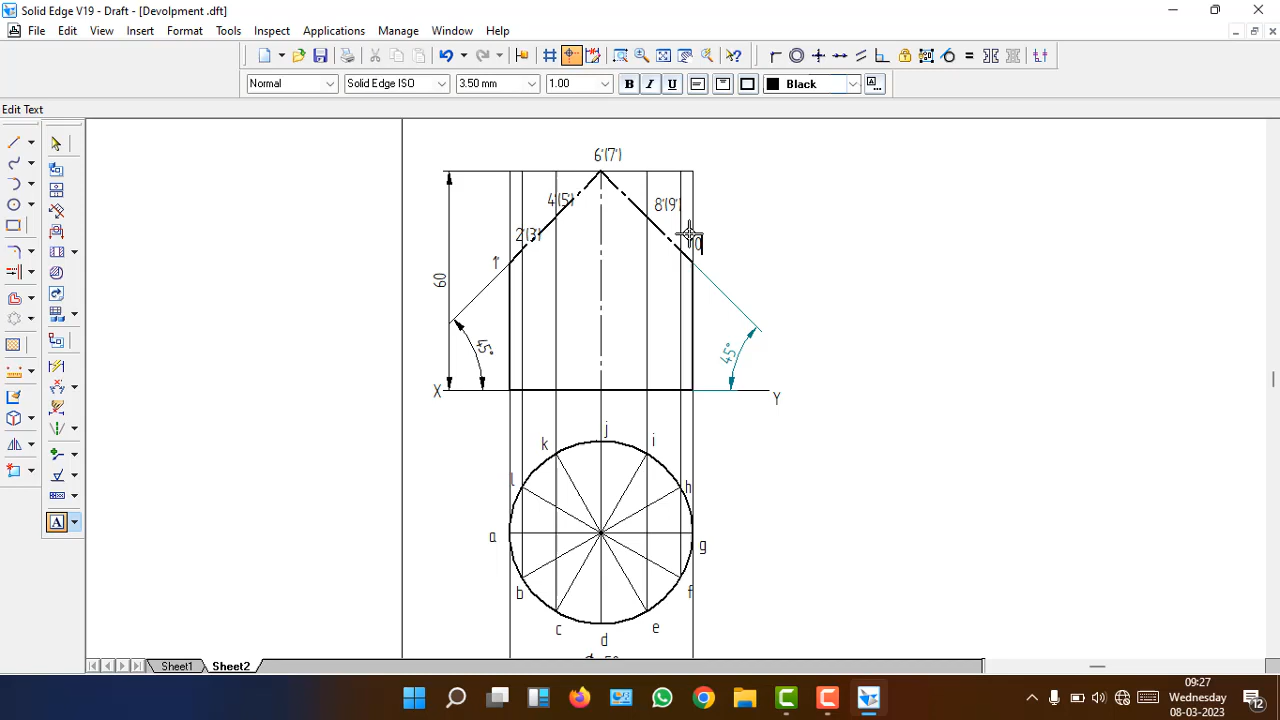 Solid Edge V19 - Draft - [Devolpment .dft]
File Edit View Insert Format Tools Inspect Applications Manage Window Help
Normal Solid Edge ISO 3.50 mm 1.00 B I U Black
Edit Text
6'(7')
4'(5')
8'(9')
2'(3')
1'
60
45°
45°
X
Y
j
k
i
l
h
a
g
b
f
c
e
d
Sheet1 Sheet2
A
09:27
Wednesday
08-03-2023
12